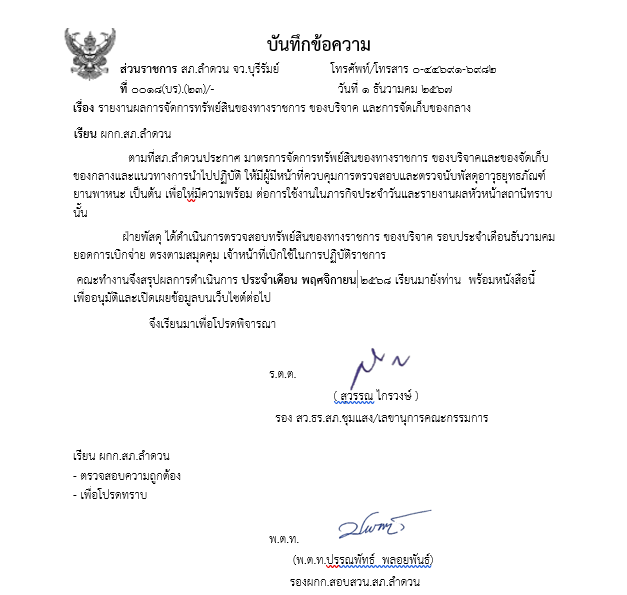 บันทึกข้อความ
ส่วนราชการ สภ.ลำดวน จว.บุรีรัมย์ โทรศัพท์/โทรสาร ๐-๔๔๖๙๑-๖๙๘๒
ที่ ๐๐๑๘(บร).(๒๓)/- วันที่ ๑ ธันวาคม ๒๕๖๗
เรื่อง รายงานผลการจัดการทรัพย์สินของทางราชการ ของบริจาค และการจัดเก็บของกลาง
เรียน ผกก.สภ.ลำดวน
ตามที่สภ.ลำดวนประกาศ มาตรการจัดการทรัพย์สินของทางราชการ ของบริจาคและของจัดเก็บ
ของกลางและแนวทางการนำไปปฏิบัติ ให้มีผู้มีหน้าที่ควบคุมการตรวจสอบและตรวจนับพัสดุอาวุธยุทธภัณฑ์
ยานพาหนะ เป็นต้น เพื่อให่มีความพร้อม ต่อการใช้งานในภารกิจประจำวันและรายงานผลหัวหน้าสถานีทราบ
นั้น
ฝ่ายพัสดุ ได้ดำเนินการตรวจสอบทรัพย์สินของทางราชการ ของบริจาค รอบประจำเดือนธันวาคม
ยอดการเบิกจ่าย ตรงตามสมุดคุม เจ้าหน้าที่เบิกใช้ในการปฏิบัติราชการ
คณะทำงานจึงสรุปผลการดำเนินการ ประจำเดือน พฤศจิกายน ๒๕๖๘ เรียนมายังท่าน พร้อมหนังสือนี้
เพื่ออนุมัติและเปิดเผยข้อมูลบนเว็บไซต์ต่อไป
จึงเรียนมาเพื่อโปรดพิจารณา
ร.ต.ต.
( สุวรรณ ไกรวงษ์ )
รอง สว.ธร.สภ.ชุมแสง/เลขานุการคณะกรรมการ
เรียน ผกก.สภ.ลำดวน
- ตรวจสอบความถูกต้อง
- เพื่อโปรดทราบ
พ.ต.ท.
(พ.ต.ท.ปรรณพัทธ์ พลอยพันธ์)
รองผกก.สอบสวน.สภ.ลำดวน